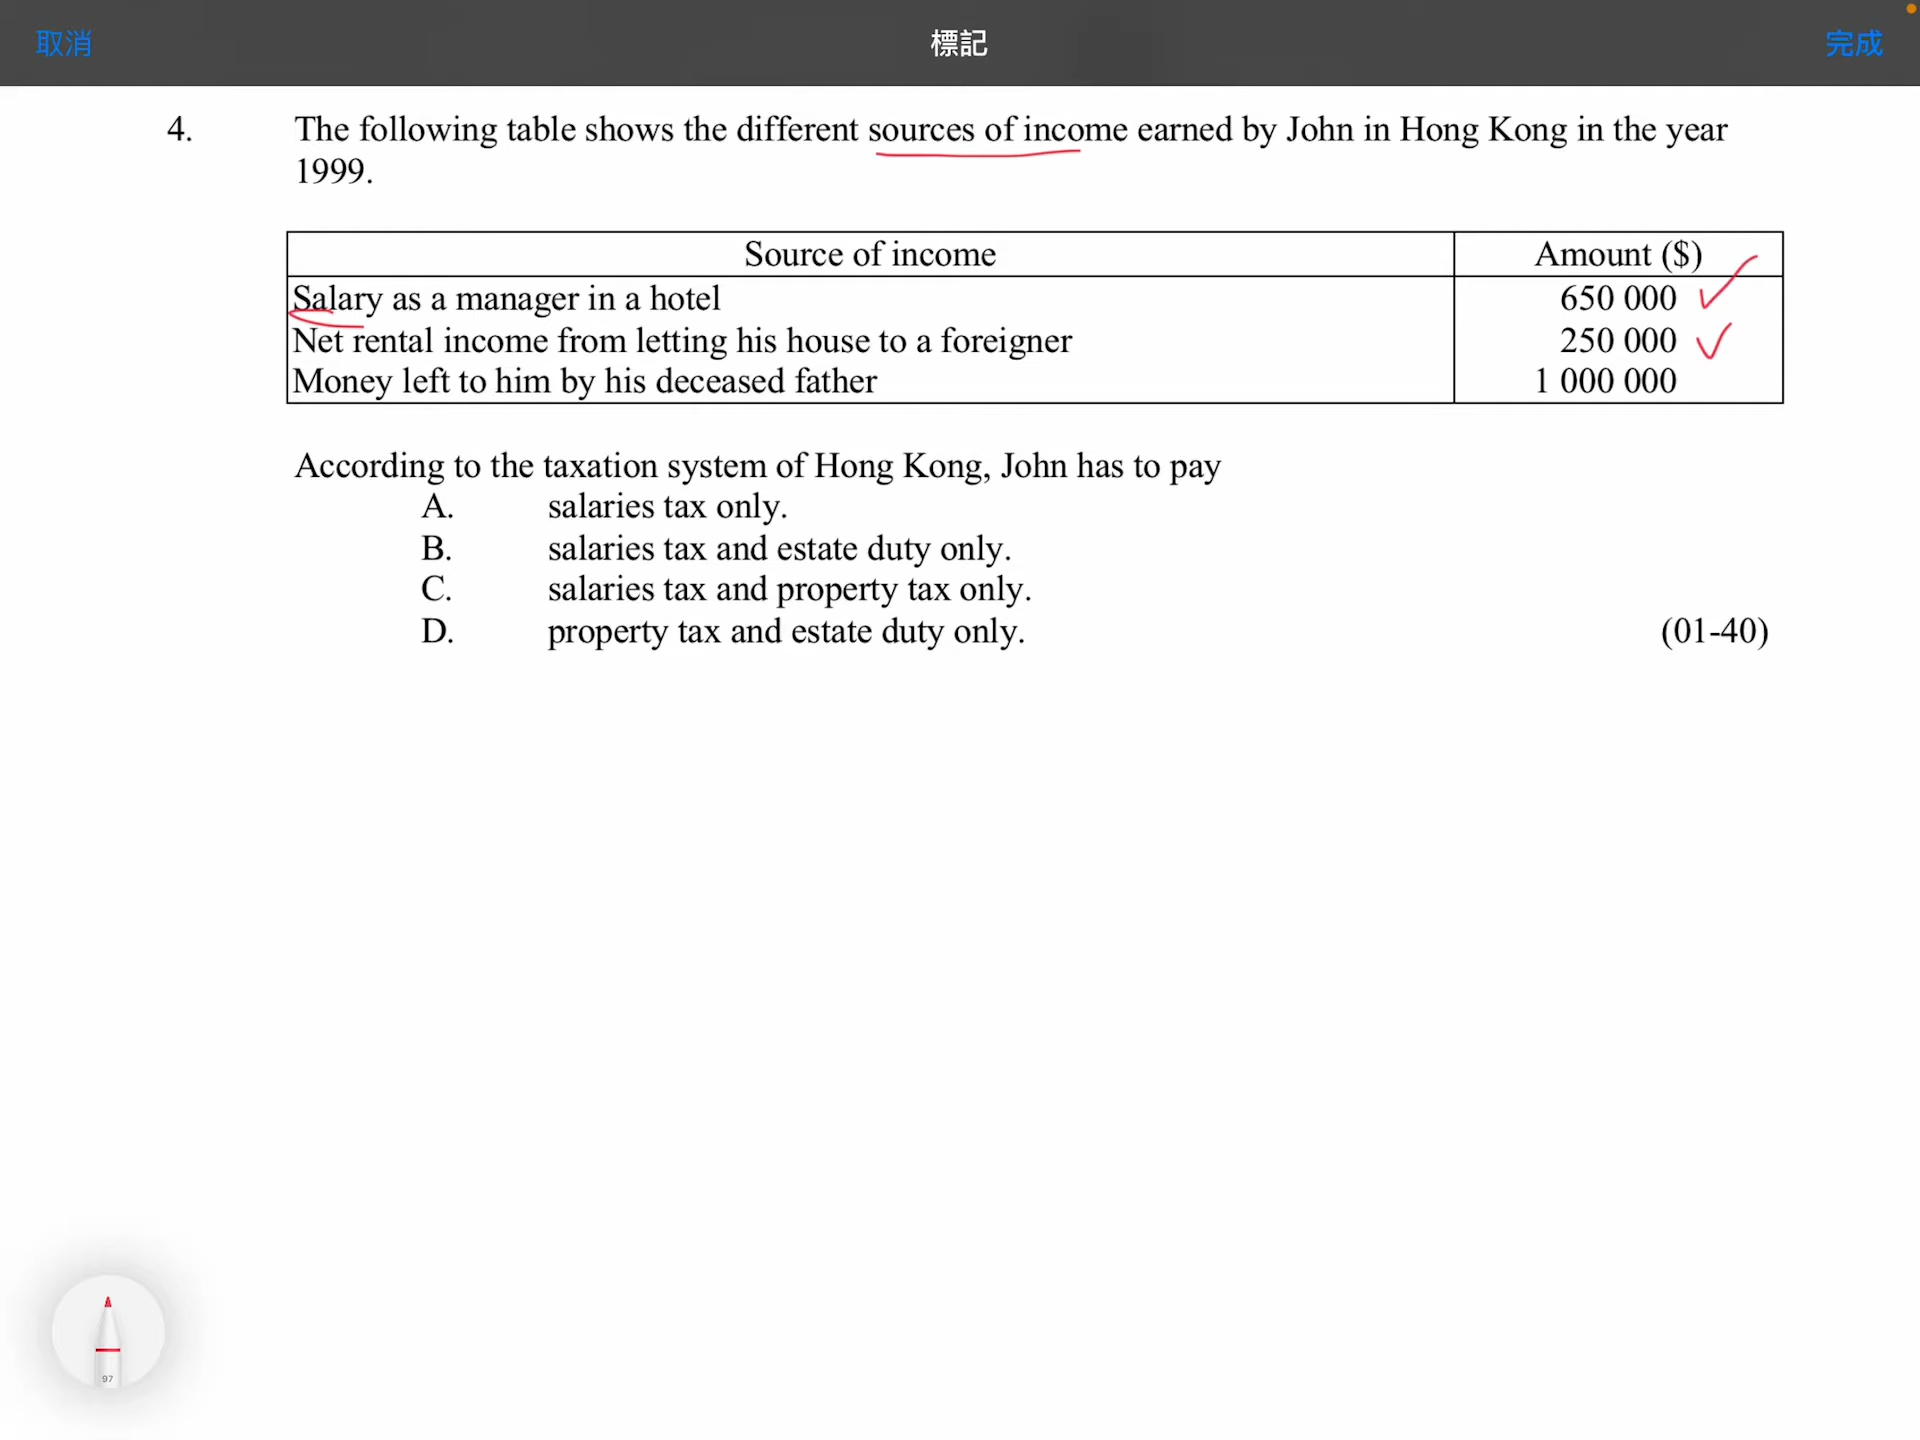 取消
標記
完成
4. The following table shows the different sources of income earned by John in Hong Kong in the year
1999.
Source of income Amount ($)
Salary as a manager in a hotel 650 000
Net rental income from letting his house to a foreigner 250 000
Money left to him by his deceased father 1 000 000
According to the taxation system of Hong Kong, John has to pay
A. salaries tax only.
B. salaries tax and estate duty only.
C. salaries tax and property tax only.
D. property tax and estate duty only. (01-40)
97